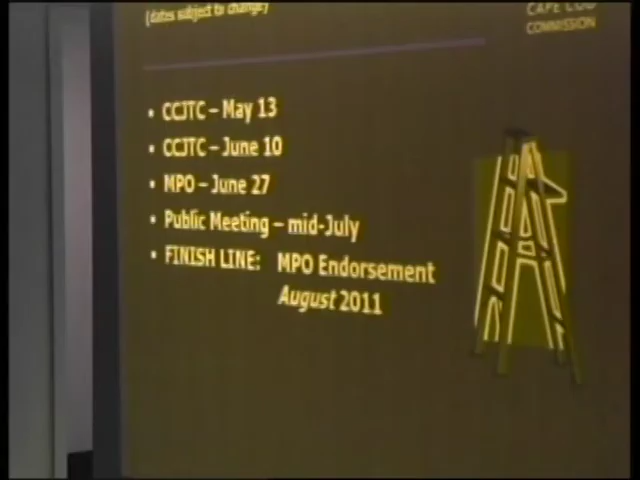 (dates subject to change)
CAPE COD
COMMISSION
• CCJTC – May 13
• CCJTC – June 10
• MPO – June 27
• Public Meeting – mid-July
• FINISH LINE: MPO Endorsement
August 2011